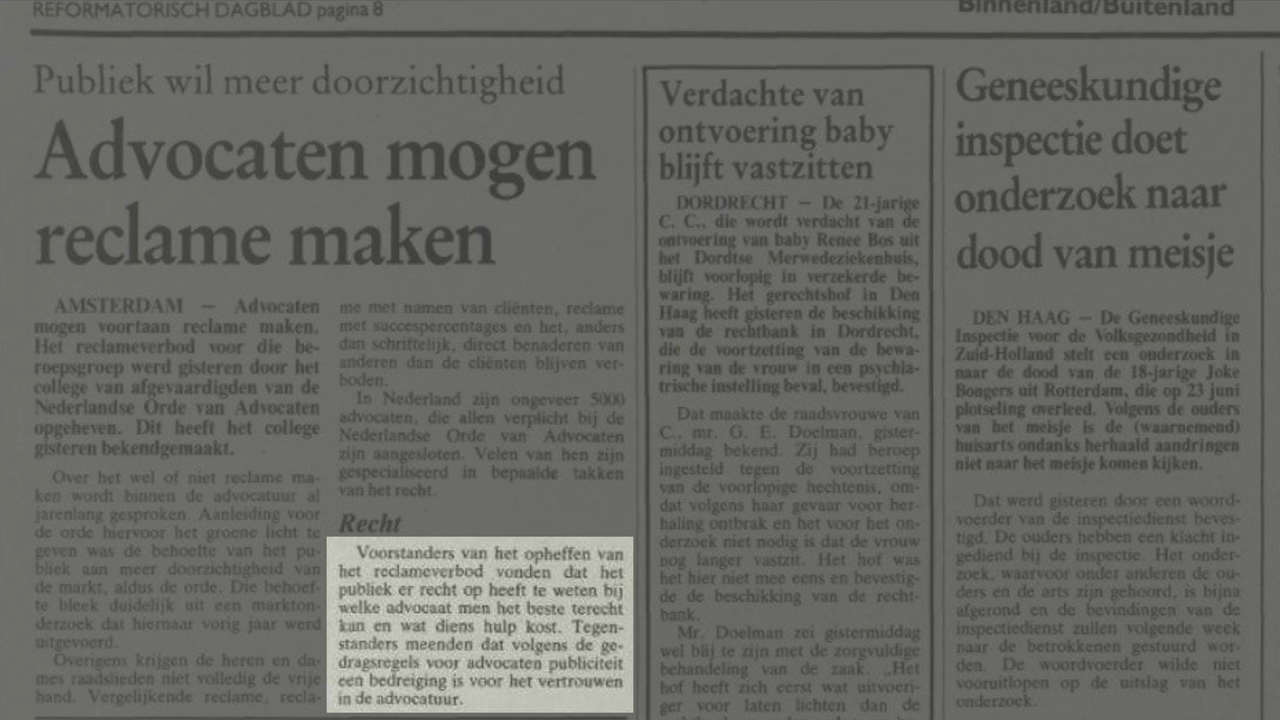 REFORMATORISCH DAGBLAD pagina 8
Binnenland/Buitenland
Publiek wil meer doorzichtigheid
Advocaten mogen
reclame maken
AMSTERDAM — Advocaten
mogen voortaan reclame maken.
Het reclameverbod voor die be-
roepsgroep werd gisteren door het
college van afgevaardigden van de
Nederlandse Orde van Advocaten
opgeheven. Dit heeft het college
gisteren bekendgemaakt.
Over het wel of niet reclame ma-
ken wordt binnen de advocatuur al
jarenlang gesproken. Aanleiding voor
de orde hiervoor het groene licht te
geven was de behoefte van het pu-
bliek aan meer doorzichtigheid van
de markt, aldus de orde. Die behoef-
te bleek duidelijk uit een markton-
derzoek dat hiernaar vorig jaar werd
uitgevoerd.
Overigens krijgen de heren en da-
mes raadslieden niet volledig de vrije
hand. Vergelijkende reclame, recla-
me met namen van cliënten, reclame
met succespercentages en het, anders
dan schriftelijk, direct benaderen van
anderen dan de cliënten blijven ver-
boden.
In Nederland zijn ongeveer 5000
advocaten, die allen verplicht bij de
Nederlandse Orde van Advocaten
zijn aangesloten. Velen van hen zijn
gespecialiseerd in bepaalde takken
van het recht.
Recht
Voorstanders van het opheffen van
het reclameverbod vonden dat het
publiek er recht op heeft te weten bij
welke advocaat men het beste terecht
kan en wat diens hulp kost. Tegen-
standers meenden dat volgens de ge-
dragsregels voor advocaten publiciteit
een bedreiging is voor het vertrouwen
in de advocatuur.
Verdachte van
ontvoering baby
blijft vastzitten
DORDRECHT — De 21-jarige
C. C., die wordt verdacht van de
ontvoering van baby Renee Bos uit
het Dordtse Merwedeziekenhuis,
blijft voorlopig in verzekerde be-
waring. Het gerechtshof in Den
Haag heeft gisteren de beschikking
van de rechtbank in Dordrecht,
die de voortzetting van de bewa-
ring van de vrouw in een psychia-
trische instelling beval, bevestigd.
Dat maakte de raadsvrouwe van
C., mr. G. E. Doelman, gister-
middag bekend. Zij had beroep
ingesteld tegen de voortzetting
van de voorlopige hechtenis, om-
dat volgens haar gevaar voor her-
haling ontbrak en het voor het on-
derzoek niet nodig is dat de vrouw
nog langer vastzit. Het hof was
het hier niet mee eens en bevestig-
de de beschikking van de recht-
bank.
Mr. Doelman zei gistermiddag
wel blij te zijn met de zorgvuldige
behandeling van de zaak. „Het
hof heeft zich eerst wat uitvoeri-
ger voor laten lichten dan de
Geneeskundige
inspectie doet
onderzoek naar
dood van meisje
DEN HAAG — De Geneeskundige
Inspectie voor de Volksgezondheid in
Zuid-Holland stelt een onderzoek in
naar de dood van de 18-jarige Joke
Bongers uit Rotterdam, die op 23 juni
plotseling overleed. Volgens de ouders
van het meisje is de (waarnemend)
huisarts ondanks herhaald aandringen
niet naar het meisje komen kijken.
Dat werd gisteren door een woord-
voerder van de inspectiedienst beves-
tigd. De ouders hebben een klacht in-
gediend bij de inspectie. Het onder-
zoek, waarvoor onder anderen de ou-
ders en de arts zijn gehoord, is bijna
afgerond en de bevindingen van de
inspectiedienst zullen volgende week
naar de betrokkenen gestuurd wor-
den. De woordvoerder wilde niet
vooruitlopen op de uitslag van het
onderzoek.